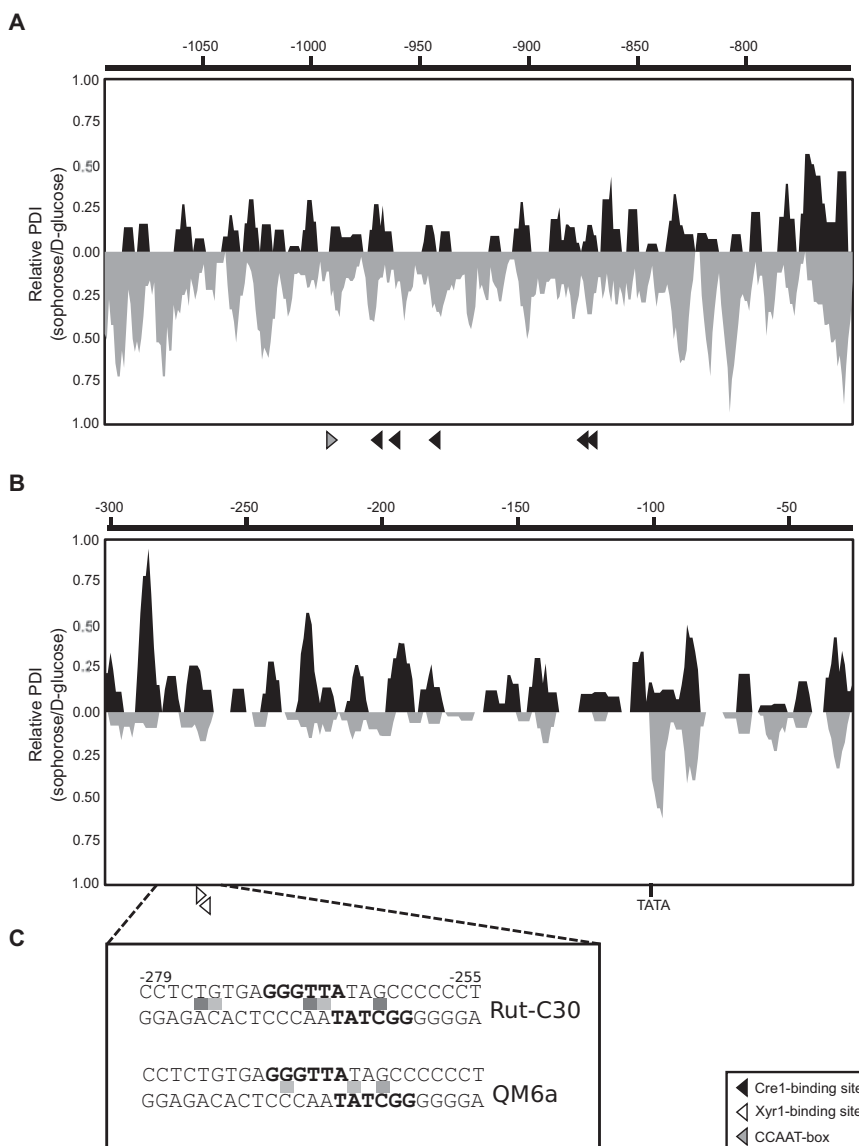 A
-1050 -1000 -950 -900 -850 -800
1.00
0.75
0.50
0.25
0.00
0.25
0.50
0.75
1.00
Relative PDI
(sophorose/D-glucose)
B
-300 -250 -200 -150 -100 -50
1.00
0.75
0.50
0.25
0.00
0.25
0.50
0.75
1.00
Relative PDI
(sophorose/D-glucose)
TATA
C
-279 -255
CCTCTGTGAGGGTTATAGCCCCCCT
GGAGACACTCCCAATATCGGGGGGA
Rut-C30
CCTCTGTGAGGGTTATAGCCCCCCT
GGAGACACTCCCAATATCGGGGGGA
QM6a
Cre1-binding site
Xyr1-binding site
CCAAT-box